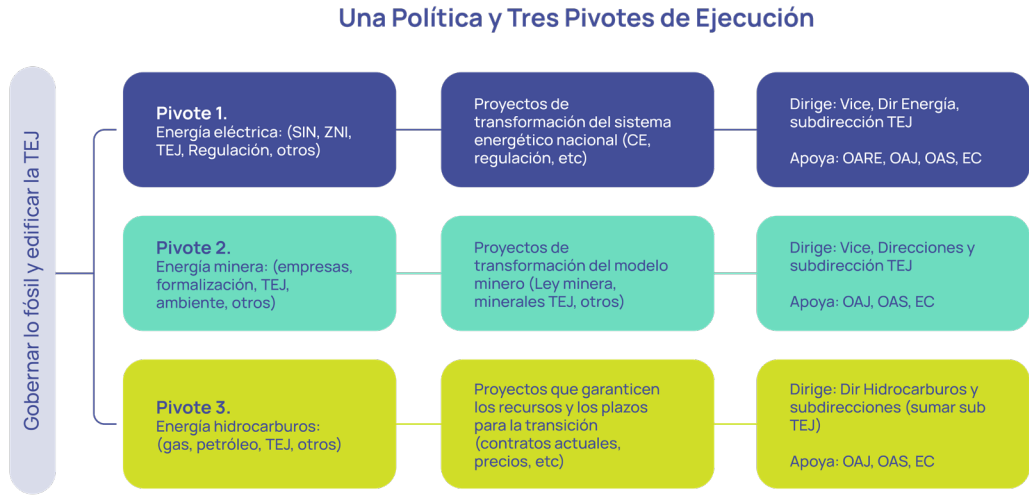 Una Política y Tres Pivotes de Ejecución
Gobernar lo fósil y edificar la TEJ
Pivote 1.
Energía eléctrica: (SIN, ZNI,
TEJ, Regulación, otros)
Proyectos de
transformación del sistema
energético nacional (CE,
regulación, etc)
Dirige: Vice, Dir Energía,
subdirección TEJ
Apoya: OARE, OAJ, OAS, EC
Pivote 2.
Energía minera: (empresas,
formalización, TEJ,
ambiente, otros)
Proyectos de
transformación del modelo
minero (Ley minera,
minerales TEJ, otros)
Dirige: Vice, Direcciones y
subdirección TEJ
Apoya: OAJ, OAS, EC
Pivote 3.
Energía hidrocarburos:
(gas, petróleo, TEJ, otros)
Proyectos que garanticen
los recursos y los plazos
para la transición
(contratos actuales,
precios, etc)
Dirige: Dir Hidrocarburos y
subdirecciones (sumar sub
TEJ)
Apoya: OAJ, OAS, EC